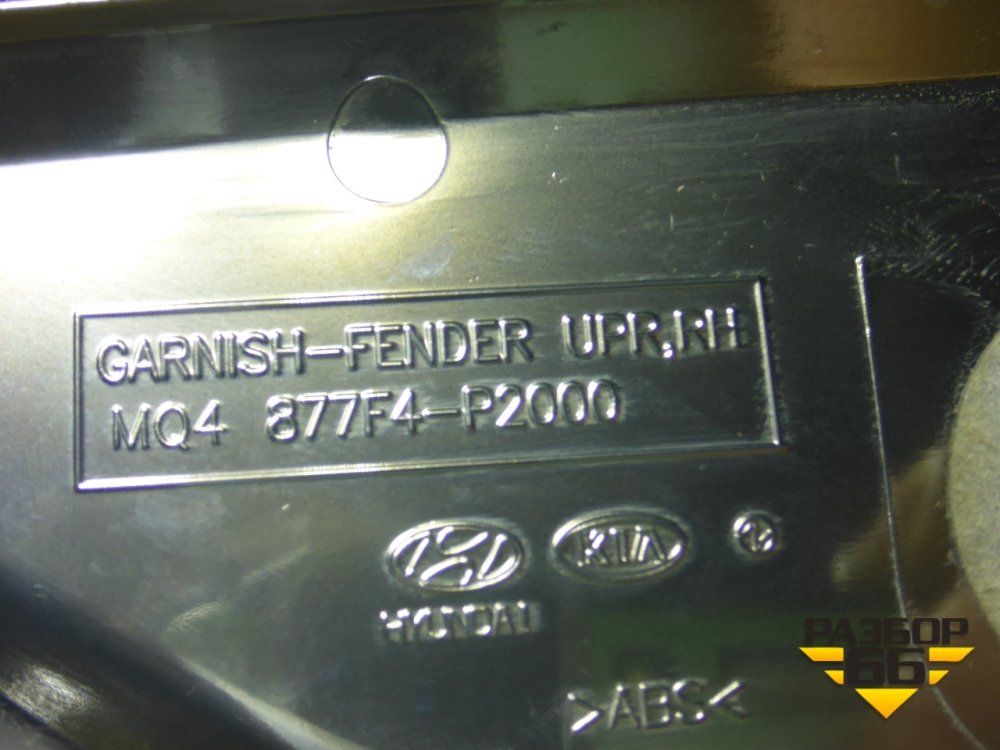 GARNISH-FENDER UPR,RH
MQ4 877F4-P2000
KIA
HYUNDAI
>ABS<
РАЗБОР
66